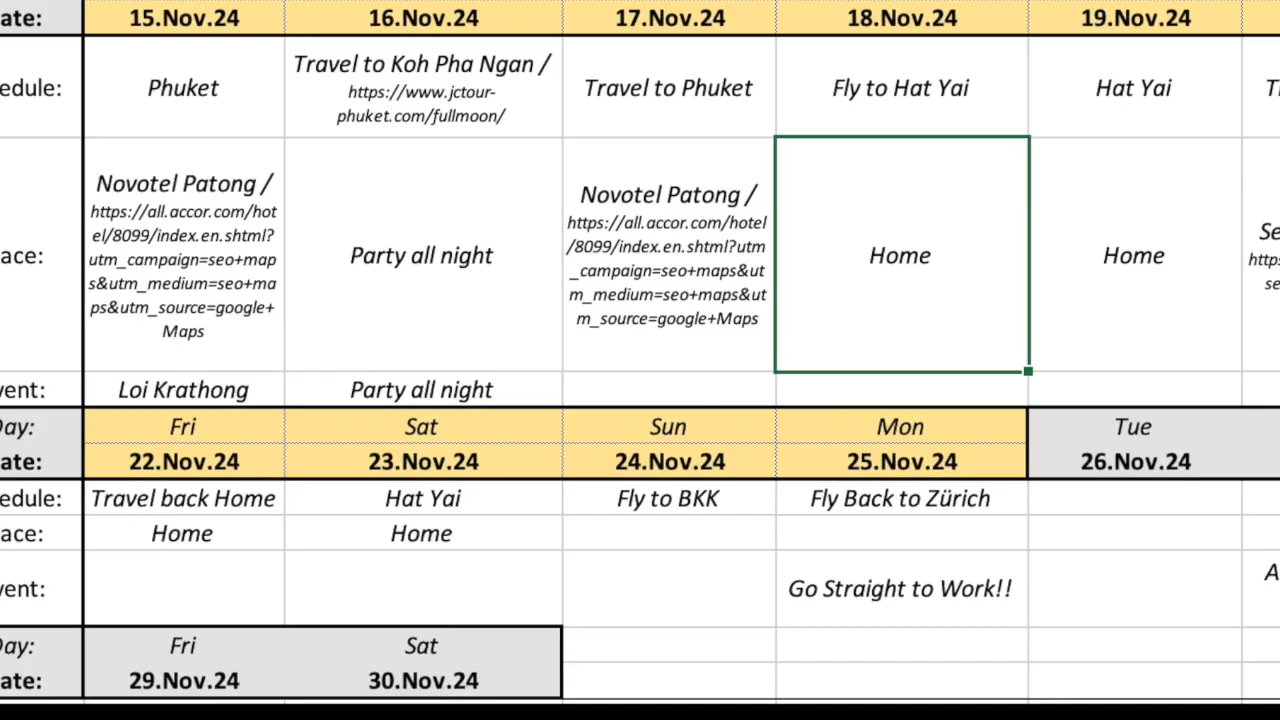 ate: 15.Nov.24 16.Nov.24 17.Nov.24 18.Nov.24 19.Nov.24
edule: Phuket Travel to Koh Pha Ngan / Travel to Phuket Fly to Hat Yai Hat Yai
https://www.jctour-
phuket.com/fullmoon/
ace:
Novotel Patong /
https://all.accor.com/hot
el/8099/index.en.shtml?
utm_campaign=seo+map
s&utm_medium=seo+ma
ps&utm_source=google+
Maps
Party all night
Novotel Patong /
https://all.accor.com/hotel
/8099/index.en.shtml?utm
_campaign=seo+maps&ut
m_medium=seo+maps&ut
m_source=google+Maps
Home
Home
Se
https
se
vent: Loi Krathong Party all night
Day: Fri Sat Sun Mon Tue
ate: 22.Nov.24 23.Nov.24 24.Nov.24 25.Nov.24 26.Nov.24
edule: Travel back Home Hat Yai Fly to BKK Fly Back to Zürich
ace: Home Home
vent: Go Straight to Work!! A
Day: Fri Sat
ate: 29.Nov.24 30.Nov.24